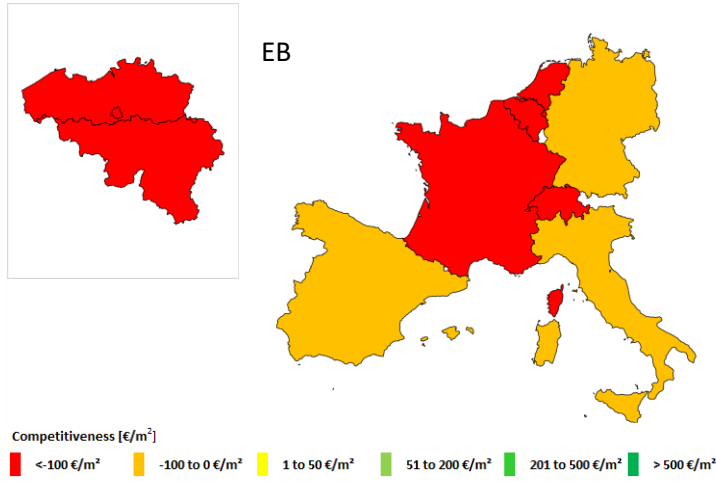 EB
Competitiveness [€/m²]
<-100 €/m² -100 to 0 €/m² 1 to 50 €/m² 51 to 200 €/m² 201 to 500 €/m² > 500 €/m²